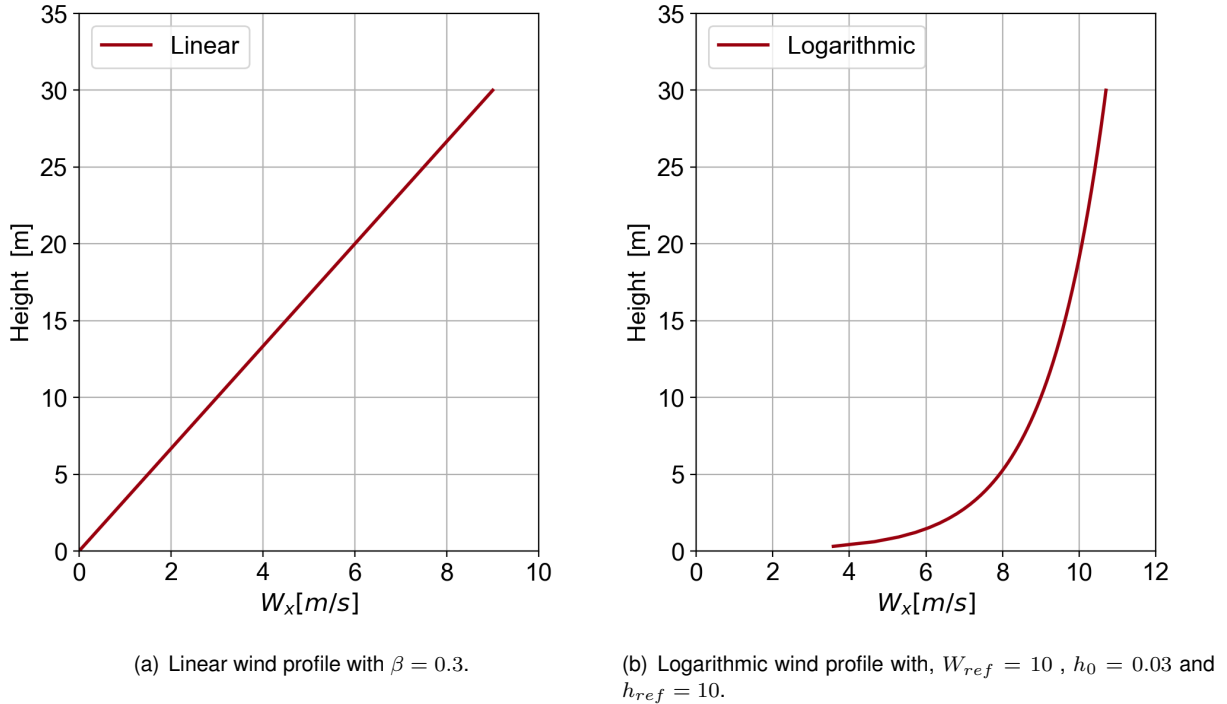 Linear
35
30
25
20
15
10
5
0
Height [m]
0 2 4 6 8 10
W_x[m/s]
(a) Linear wind profile with β = 0.3.
Logarithmic
35
30
25
20
15
10
5
0
Height [m]
0 2 4 6 8 10 12
W_x[m/s]
(b) Logarithmic wind profile with, W_ref = 10 , h_0 = 0.03 and
h_ref = 10.